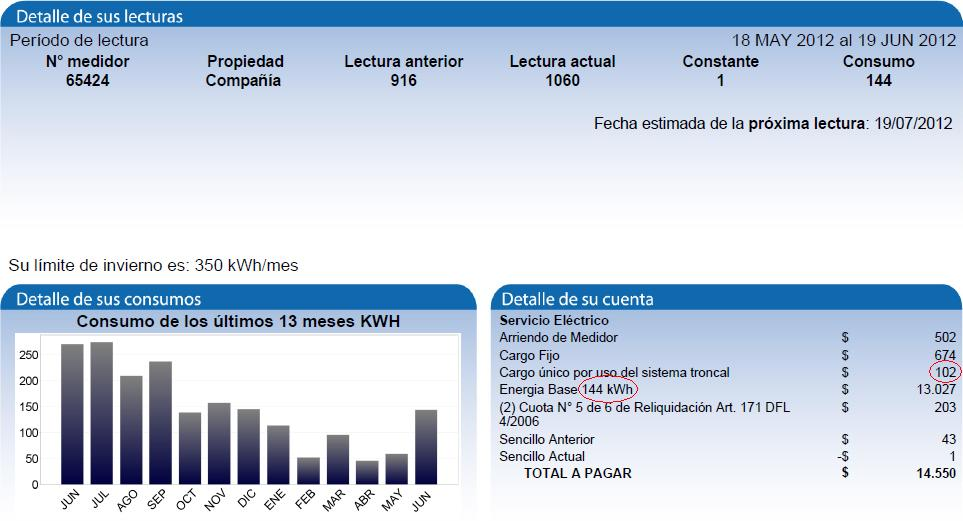 Detalle de sus lecturas
Período de lectura 18 MAY 2012 al 19 JUN 2012
N° medidor Propiedad Lectura anterior Lectura actual Constante Consumo
65424 Compañía 916 1060 1 144
Fecha estimada de la próxima lectura: 19/07/2012
Su límite de invierno es: 350 kWh/mes
Detalle de sus consumos
Consumo de los últimos 13 meses KWH
250
200
150
100
50
0
JUN JUL AGO SEP OCT NOV DIC ENE FEB MAR ABR MAY JUN
Detalle de su cuenta
Servicio Eléctrico
Arriendo de Medidor $ 502
Cargo Fijo $ 674
Cargo único por uso del sistema troncal $ 102
Energia Base 144 kWh $ 13.027
(2) Cuota N° 5 de 6 de Reliquidación Art. 171 DFL $ 203
4/2006
Sencillo Anterior $ 43
Sencillo Actual -$ 1
TOTAL A PAGAR $ 14.550